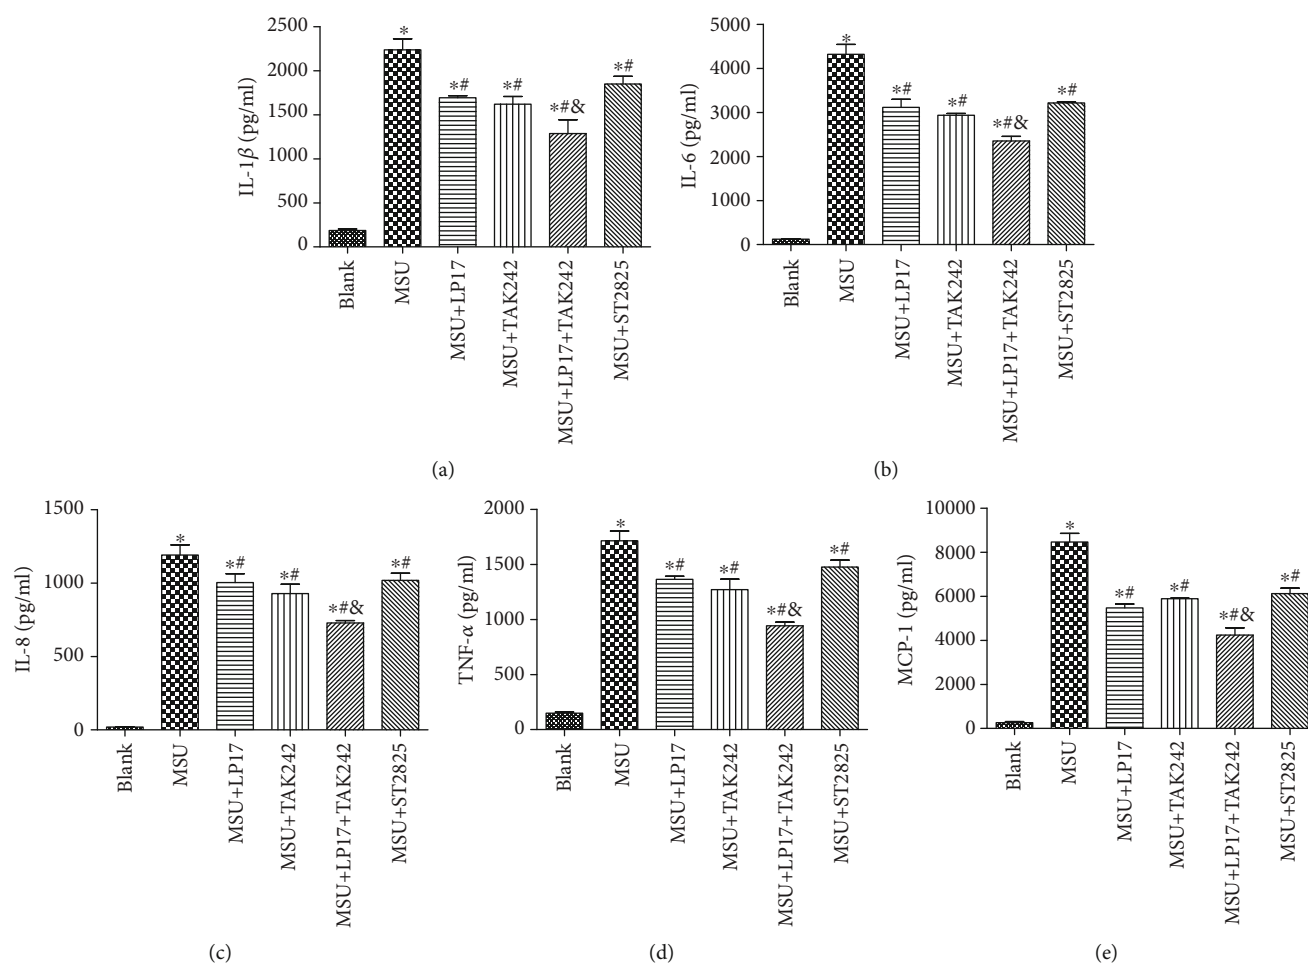 IL-1β (pg/ml)
2500
2000
1500
1000
500
0
*
*#
*#
*#&
*#
Blank
MSU
MSU+LP17
MSU+TAK242
MSU+LP17+TAK242
MSU+ST2825
(a)
IL-6 (pg/ml)
5000
4000
3000
2000
1000
0
*
*#
*#
*#&
*#
Blank
MSU
MSU+LP17
MSU+TAK242
MSU+LP17+TAK242
MSU+ST2825
(b)
IL-8 (pg/ml)
1500
1000
500
0
*
*#
*#
*#&
*#
Blank
MSU
MSU+LP17
MSU+TAK242
MSU+LP17+TAK242
MSU+ST2825
(c)
TNF-α (pg/ml)
2000
1500
1000
500
0
*
*#
*#
*#&
*#
Blank
MSU
MSU+LP17
MSU+TAK242
MSU+LP17+TAK242
MSU+ST2825
(d)
MCP-1 (pg/ml)
10000
8000
6000
4000
2000
0
*
*#
*#
*#&
*#
Blank
MSU
MSU+LP17
MSU+TAK242
MSU+LP17+TAK242
MSU+ST2825
(e)